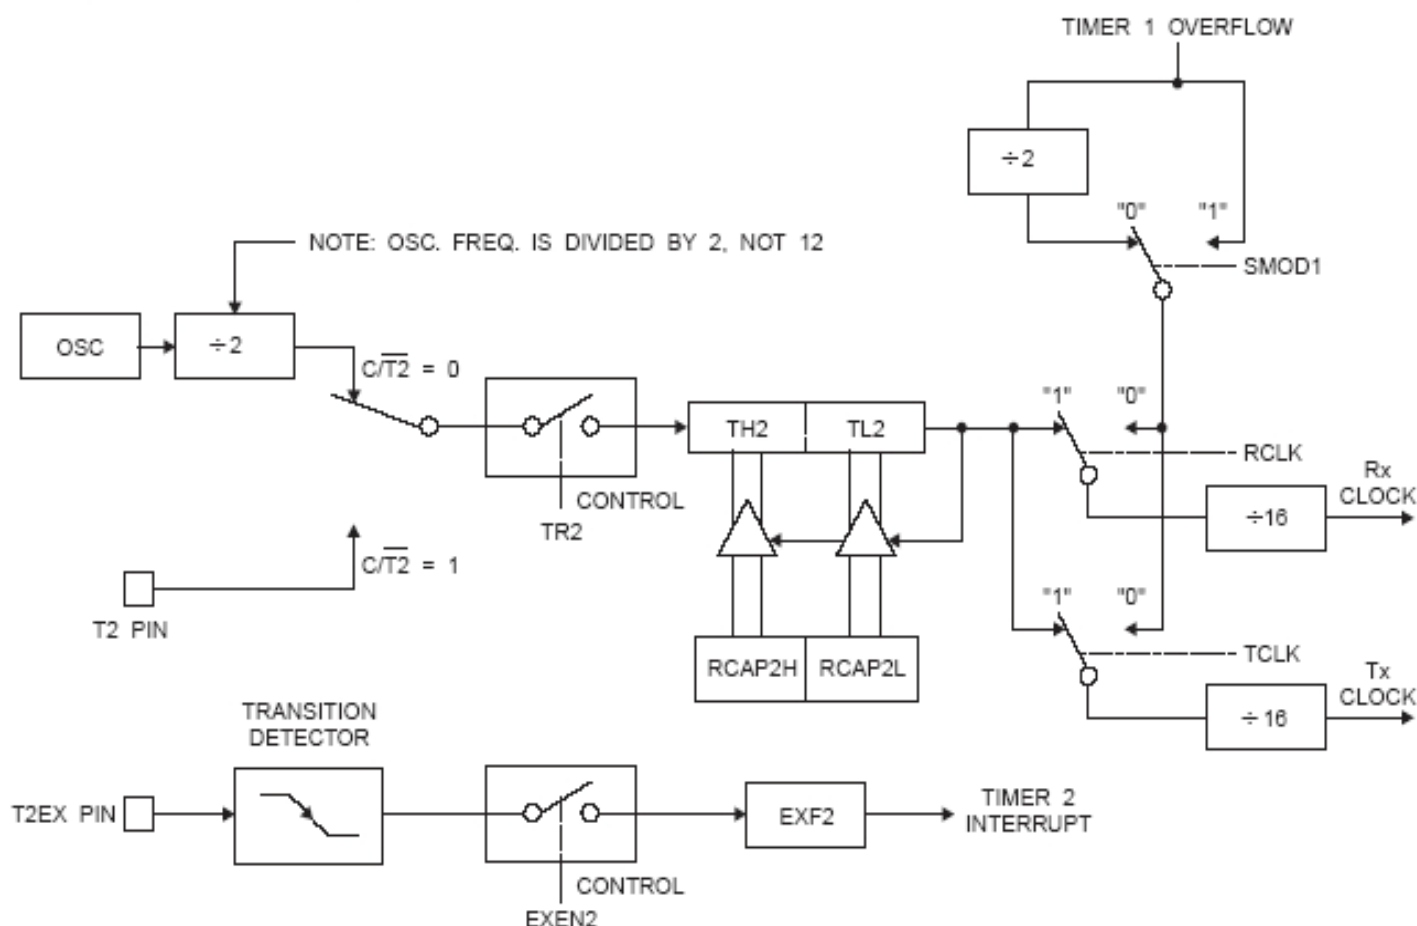 TIMER 1 OVERFLOW
÷2
"0" "1"
NOTE: OSC. FREQ. IS DIVIDED BY 2, NOT 12
SMOD1
OSC
÷2
C/T2 = 0
"1" "0"
TH2 TL2
RCLK
Rx
CLOCK
CONTROL
÷16
TR2
C/T2 = 1
"1" "0"
T2 PIN
TCLK
RCAP2H RCAP2L
Tx
CLOCK
÷16
TRANSITION
DETECTOR
T2EX PIN
EXF2
TIMER 2
INTERRUPT
CONTROL
EXEN2